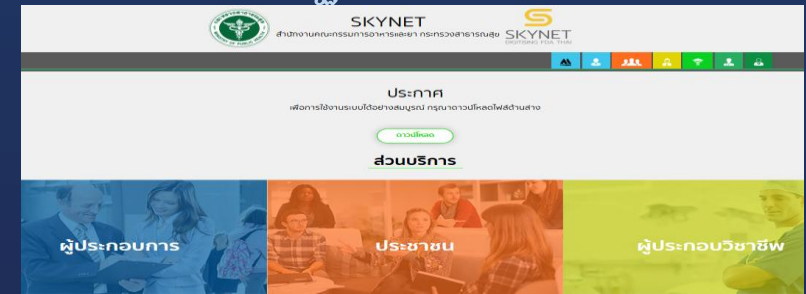 SKYNET
สำนักงานคณะกรรมการอาหารและยา กระทรวงสาธารณสุข
SKYNET
ประกาศ
เพื่อการใช้งานระบบได้อย่างสมบูรณ์ กรุณาดาวน์โหลดไฟล์ด้านล่าง
ดาวน์โหลด
ส่วนบริการ
ผู้ประกอบการ
ประชาชน
ผู้ประกอบวิชาชีพ